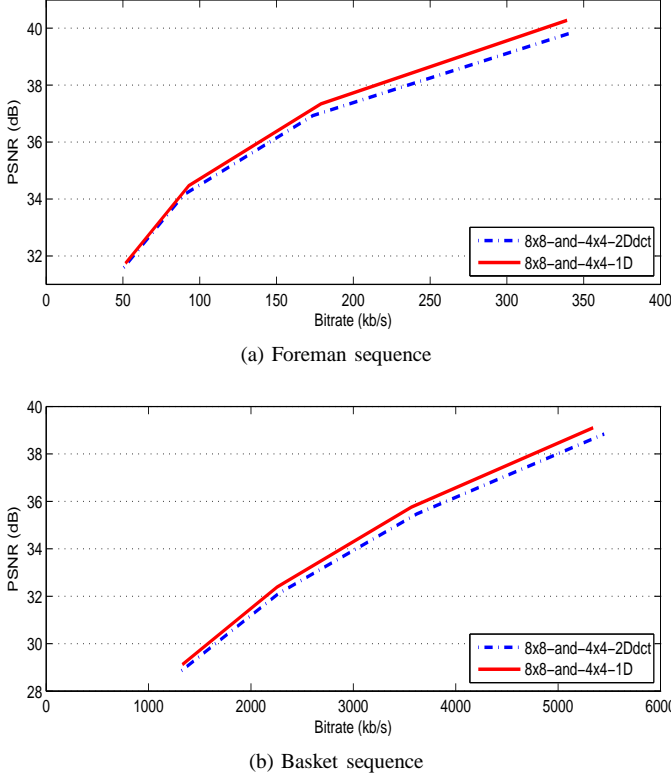 40
38
36
34
32
PSNR (dB)
8x8−and−4x4−2Ddct
8x8−and−4x4−1D
0 50 100 150 200 250 300 350 400
Bitrate (kb/s)
(a) Foreman sequence
40
38
36
34
32
30
28
PSNR (dB)
8x8−and−4x4−2Ddct
8x8−and−4x4−1D
0 1000 2000 3000 4000 5000 6000
Bitrate (kb/s)
(b) Basket sequence